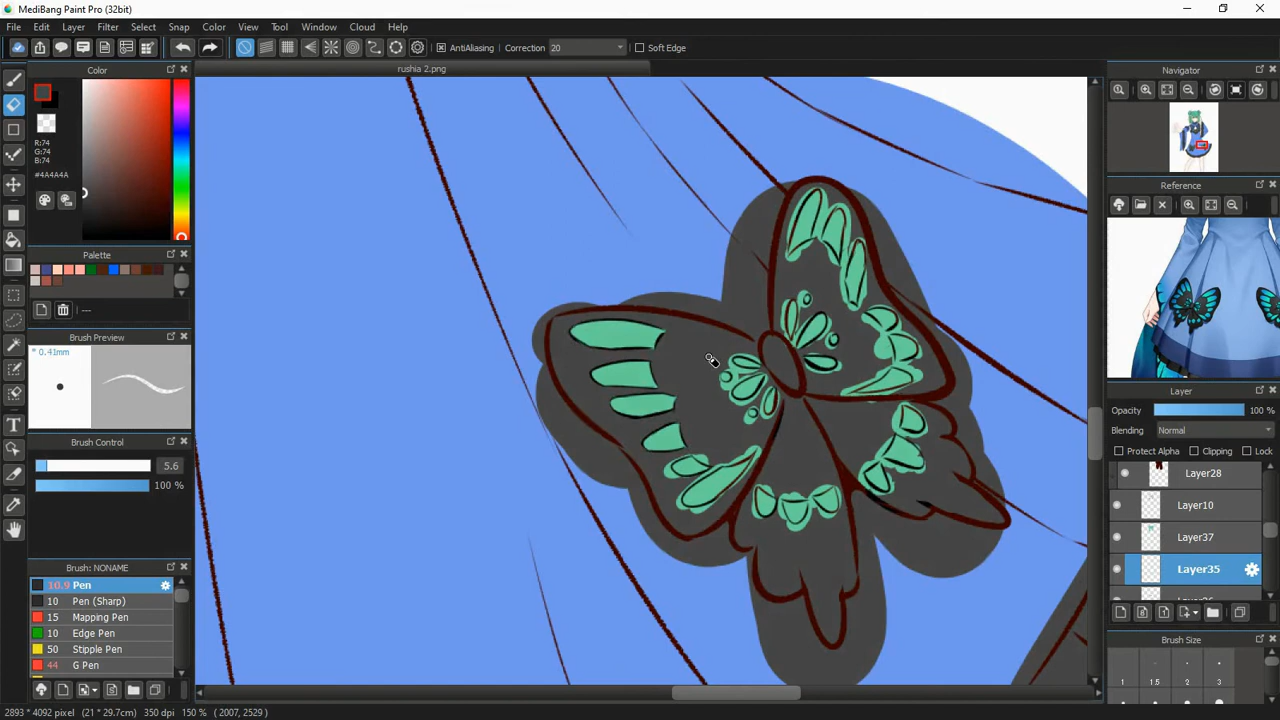 MediBang Paint Pro (32bit)
File Edit Layer Filter Select Snap Color View Tool Window Cloud Help
AntiAliasing Correction 20 Soft Edge
Color
rushia 2.png
Navigator
R:74
G:74
B:74
#4A4A4A
Reference
Palette
---
Brush Preview
* 0.41mm
Layer
Opacity 100 %
Blending Normal
Protect Alpha Clipping Lock
Brush Control
5.6
100 %
Layer28
Layer10
Layer37
Layer35
Brush: NONAME
10.9 Pen
10 Pen (Sharp)
15 Mapping Pen
10 Edge Pen
50 Stipple Pen
44 G Pen
Brush Size
1 1.5 2 3
2893 * 4092 pixel (21 * 29.7cm) 350 dpi 150 % ( 2007, 2529 )